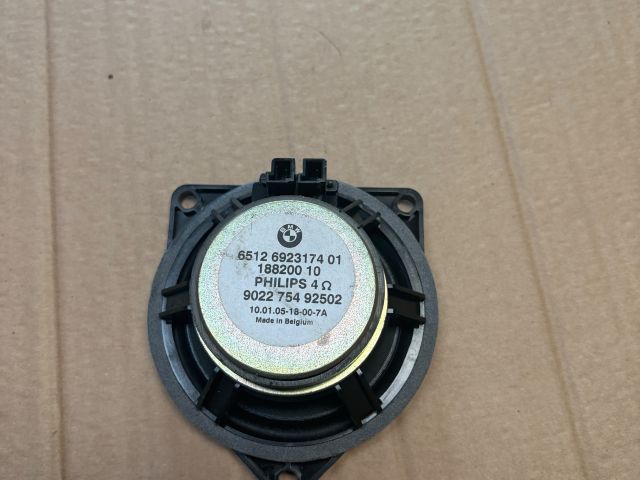 BMW
6512 6923174 01
188200 10
PHILIPS 4 Ω
9022 754 92502
10.01.05-18-00-7A
Made in Belgium